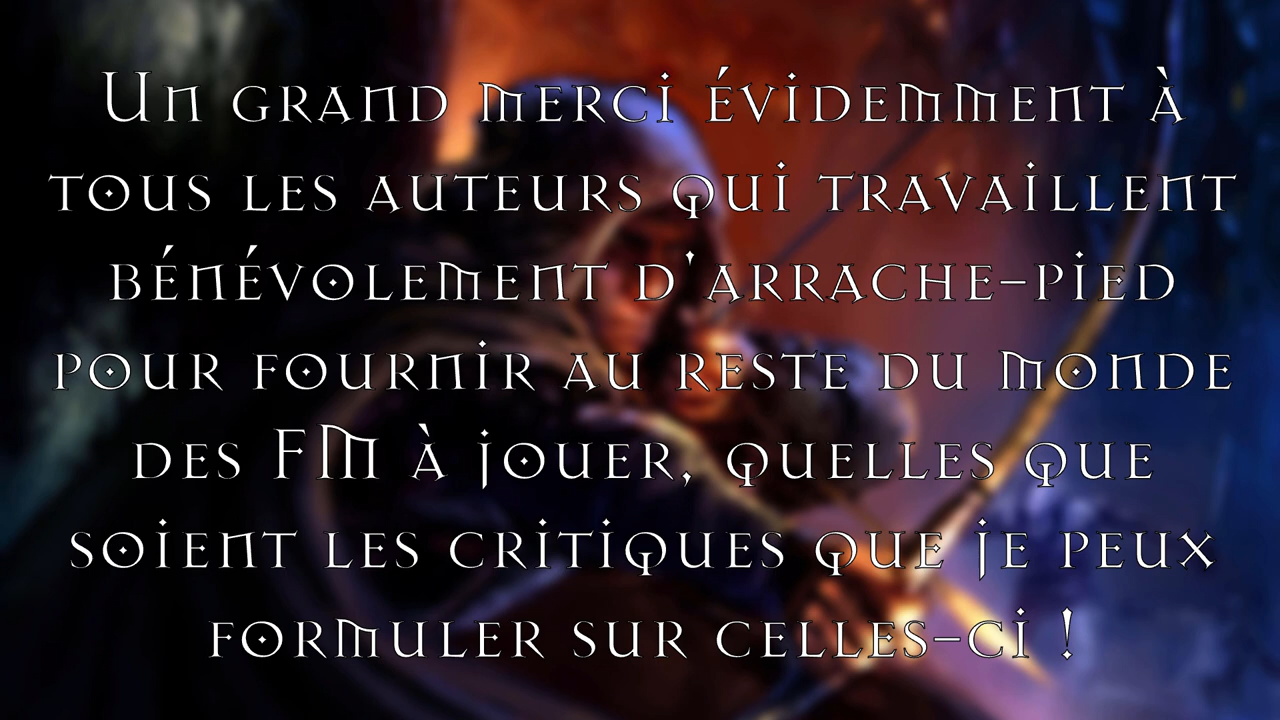 Un grand merci évidemment à
tous les auteurs qui travaillent
bénévolement d'arrache-pied
pour fournir au reste du monde
des FM à jouer, quelles que
soient les critiques que je peux
formuler sur celles-ci !